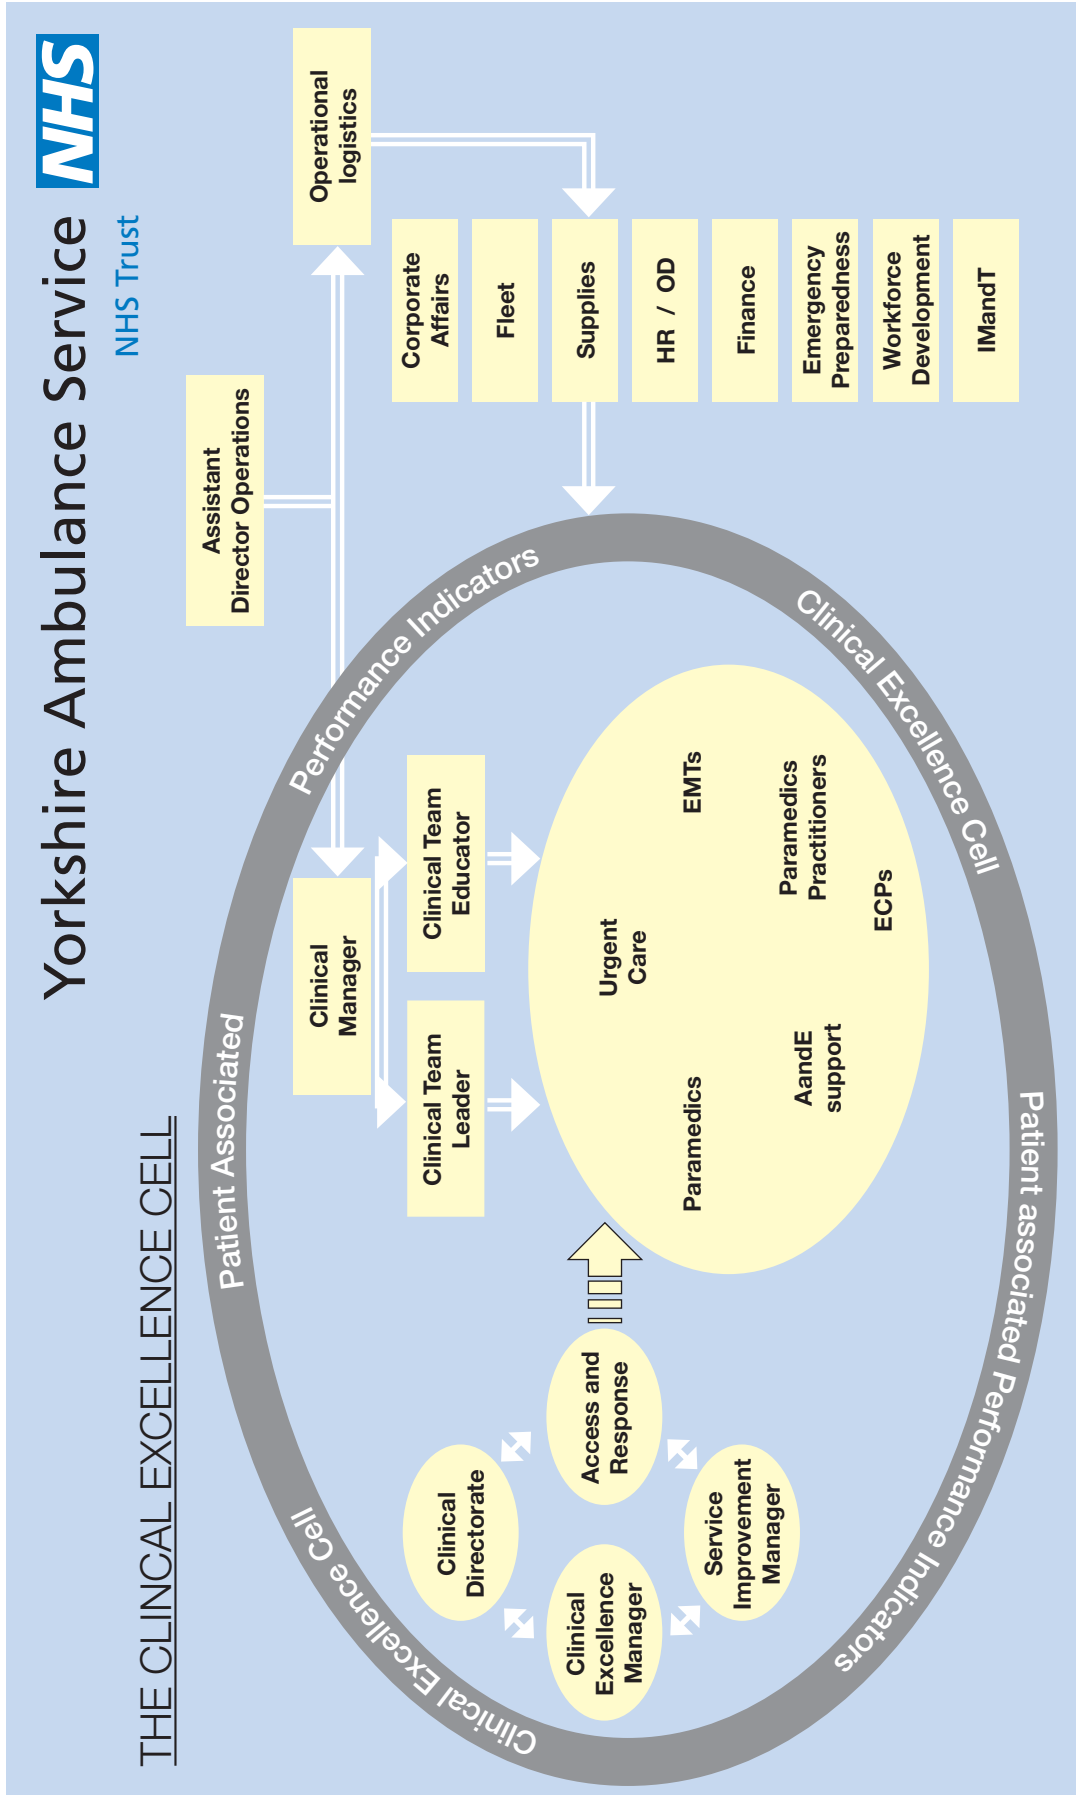 Yorkshire Ambulance Service
NHS
NHS Trust
THE CLINCAL EXCELLENCE CELL
Assistant
Director Operations
Operational
logistics
Corporate
Affairs
Fleet
Supplies
HR / OD
Finance
Emergency
Preparedness
Workforce
Development
IMandT
Patient Associated
Performance Indicators
Clinical Excellence Cell
Patient associated Performance Indicators
Clinical Excellence Cell
Clinical
Manager
Clinical Team
Leader
Clinical Team
Educator
Urgent
Care
Paramedics
EMTs
AandE
support
Paramedics
Practitioners
ECPs
Clinical
Directorate
Access and
Response
Clinical
Excellence
Manager
Service
Improvement
Manager